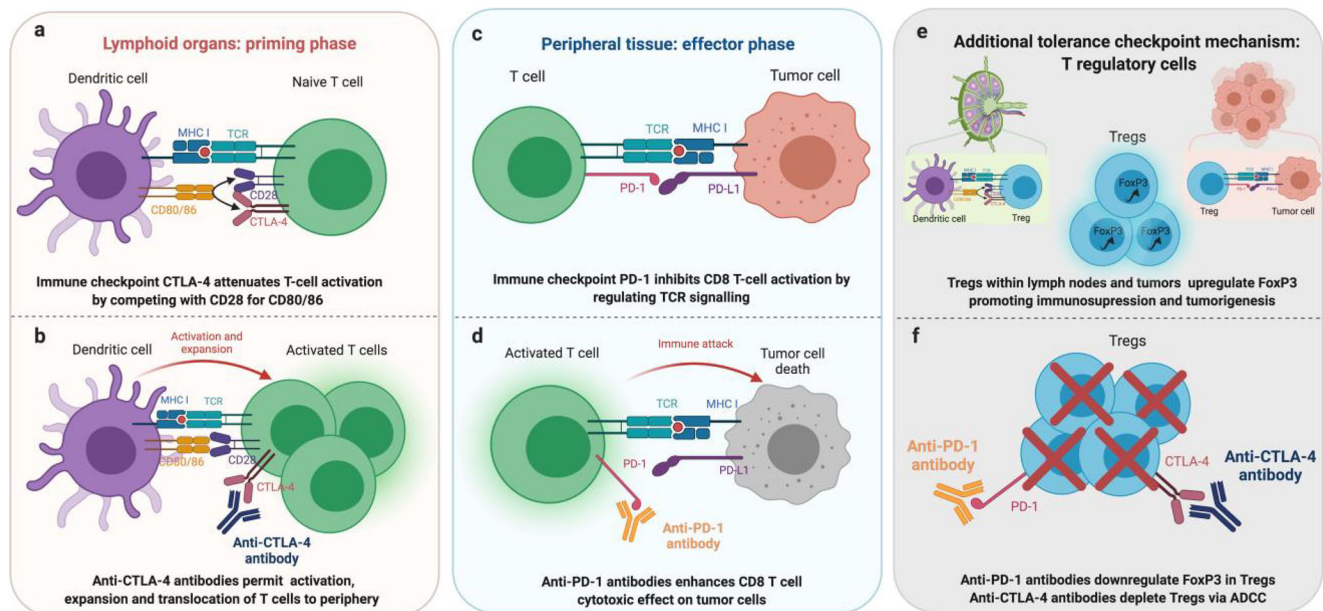 a
Lymphoid organs: priming phase
Dendritic cell
Naive T cell
MHC I
TCR
CD28
CD80/86
CTLA-4
Immune checkpoint CTLA-4 attenuates T-cell activation
by competing with CD28 for CD80/86
b
Dendritic cell
Activation and
expansion
Activated T cells
MHC I
TCR
CD80/86
CD28
CTLA-4
Anti-CTLA-4
antibody
Anti-CTLA-4 antibodies permit activation,
expansion and translocation of T cells to periphery
c
Peripheral tissue: effector phase
T cell
Tumor cell
TCR
MHC I
PD-1
PD-L1
Immune checkpoint PD-1 inhibits CD8 T-cell activation by
regulating TCR signalling
d
Activated T cell
Immune attack
Tumor cell
death
TCR
MHC I
PD-1
PD-L1
Anti-PD-1
antibody
Anti-PD-1 antibodies enhances CD8 T cell
cytotoxic effect on tumor cells
e
Additional tolerance checkpoint mechanism:
T regulatory cells
Tregs
MHC I
TCR
Dendritic cell
Treg
FoxP3
FoxP3
FoxP3
TCR
MHC I
Treg
Tumor cell
Tregs within lymph nodes and tumors upregulate FoxP3
promoting immunosupression and tumorigenesis
f
Tregs
Anti-PD-1
antibody
PD-1
CTLA-4
Anti-CTLA-4
antibody
Anti-PD-1 antibodies downregulate FoxP3 in Tregs
Anti-CTLA-4 antibodies deplete Tregs via ADCC